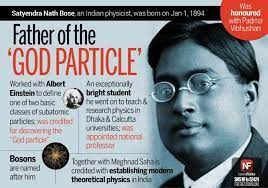 Satyendra Nath Bose, an Indian physicist, was born on Jan 1, 1894
Father of the
'GOD PARTICLE'
Was
honoured
with Padma
Vibhushan
Worked with Albert
Einstein to define
one of two basic
classes of subatomic
particles; was
credited for
discovering the
"God particle"
An exceptionally
bright student
he went on to teach &
research physics in
Dhaka & Calcutta
universities; was
appointed national
professor
Bosons
are named
after him
Together with Meghnad Saha is
credited with establishing modern
theoretical physics in India
NF